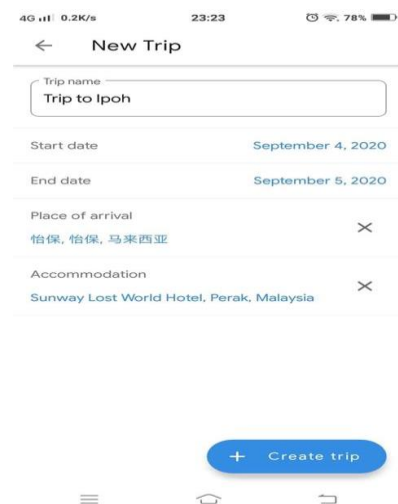 4G 0.2K/s 23:23 78%
New Trip
Trip name
Trip to Ipoh
Start date September 4, 2020
End date September 5, 2020
Place of arrival
怡保, 怡保, 马来西亚
Accommodation
Sunway Lost World Hotel, Perak, Malaysia
+ Create trip